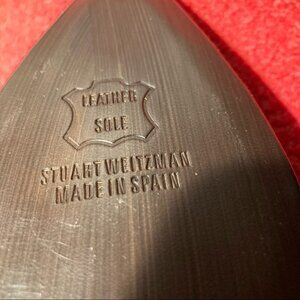 LEATHER
SOLE
STUART WEITZMAN
MADE IN SPAIN